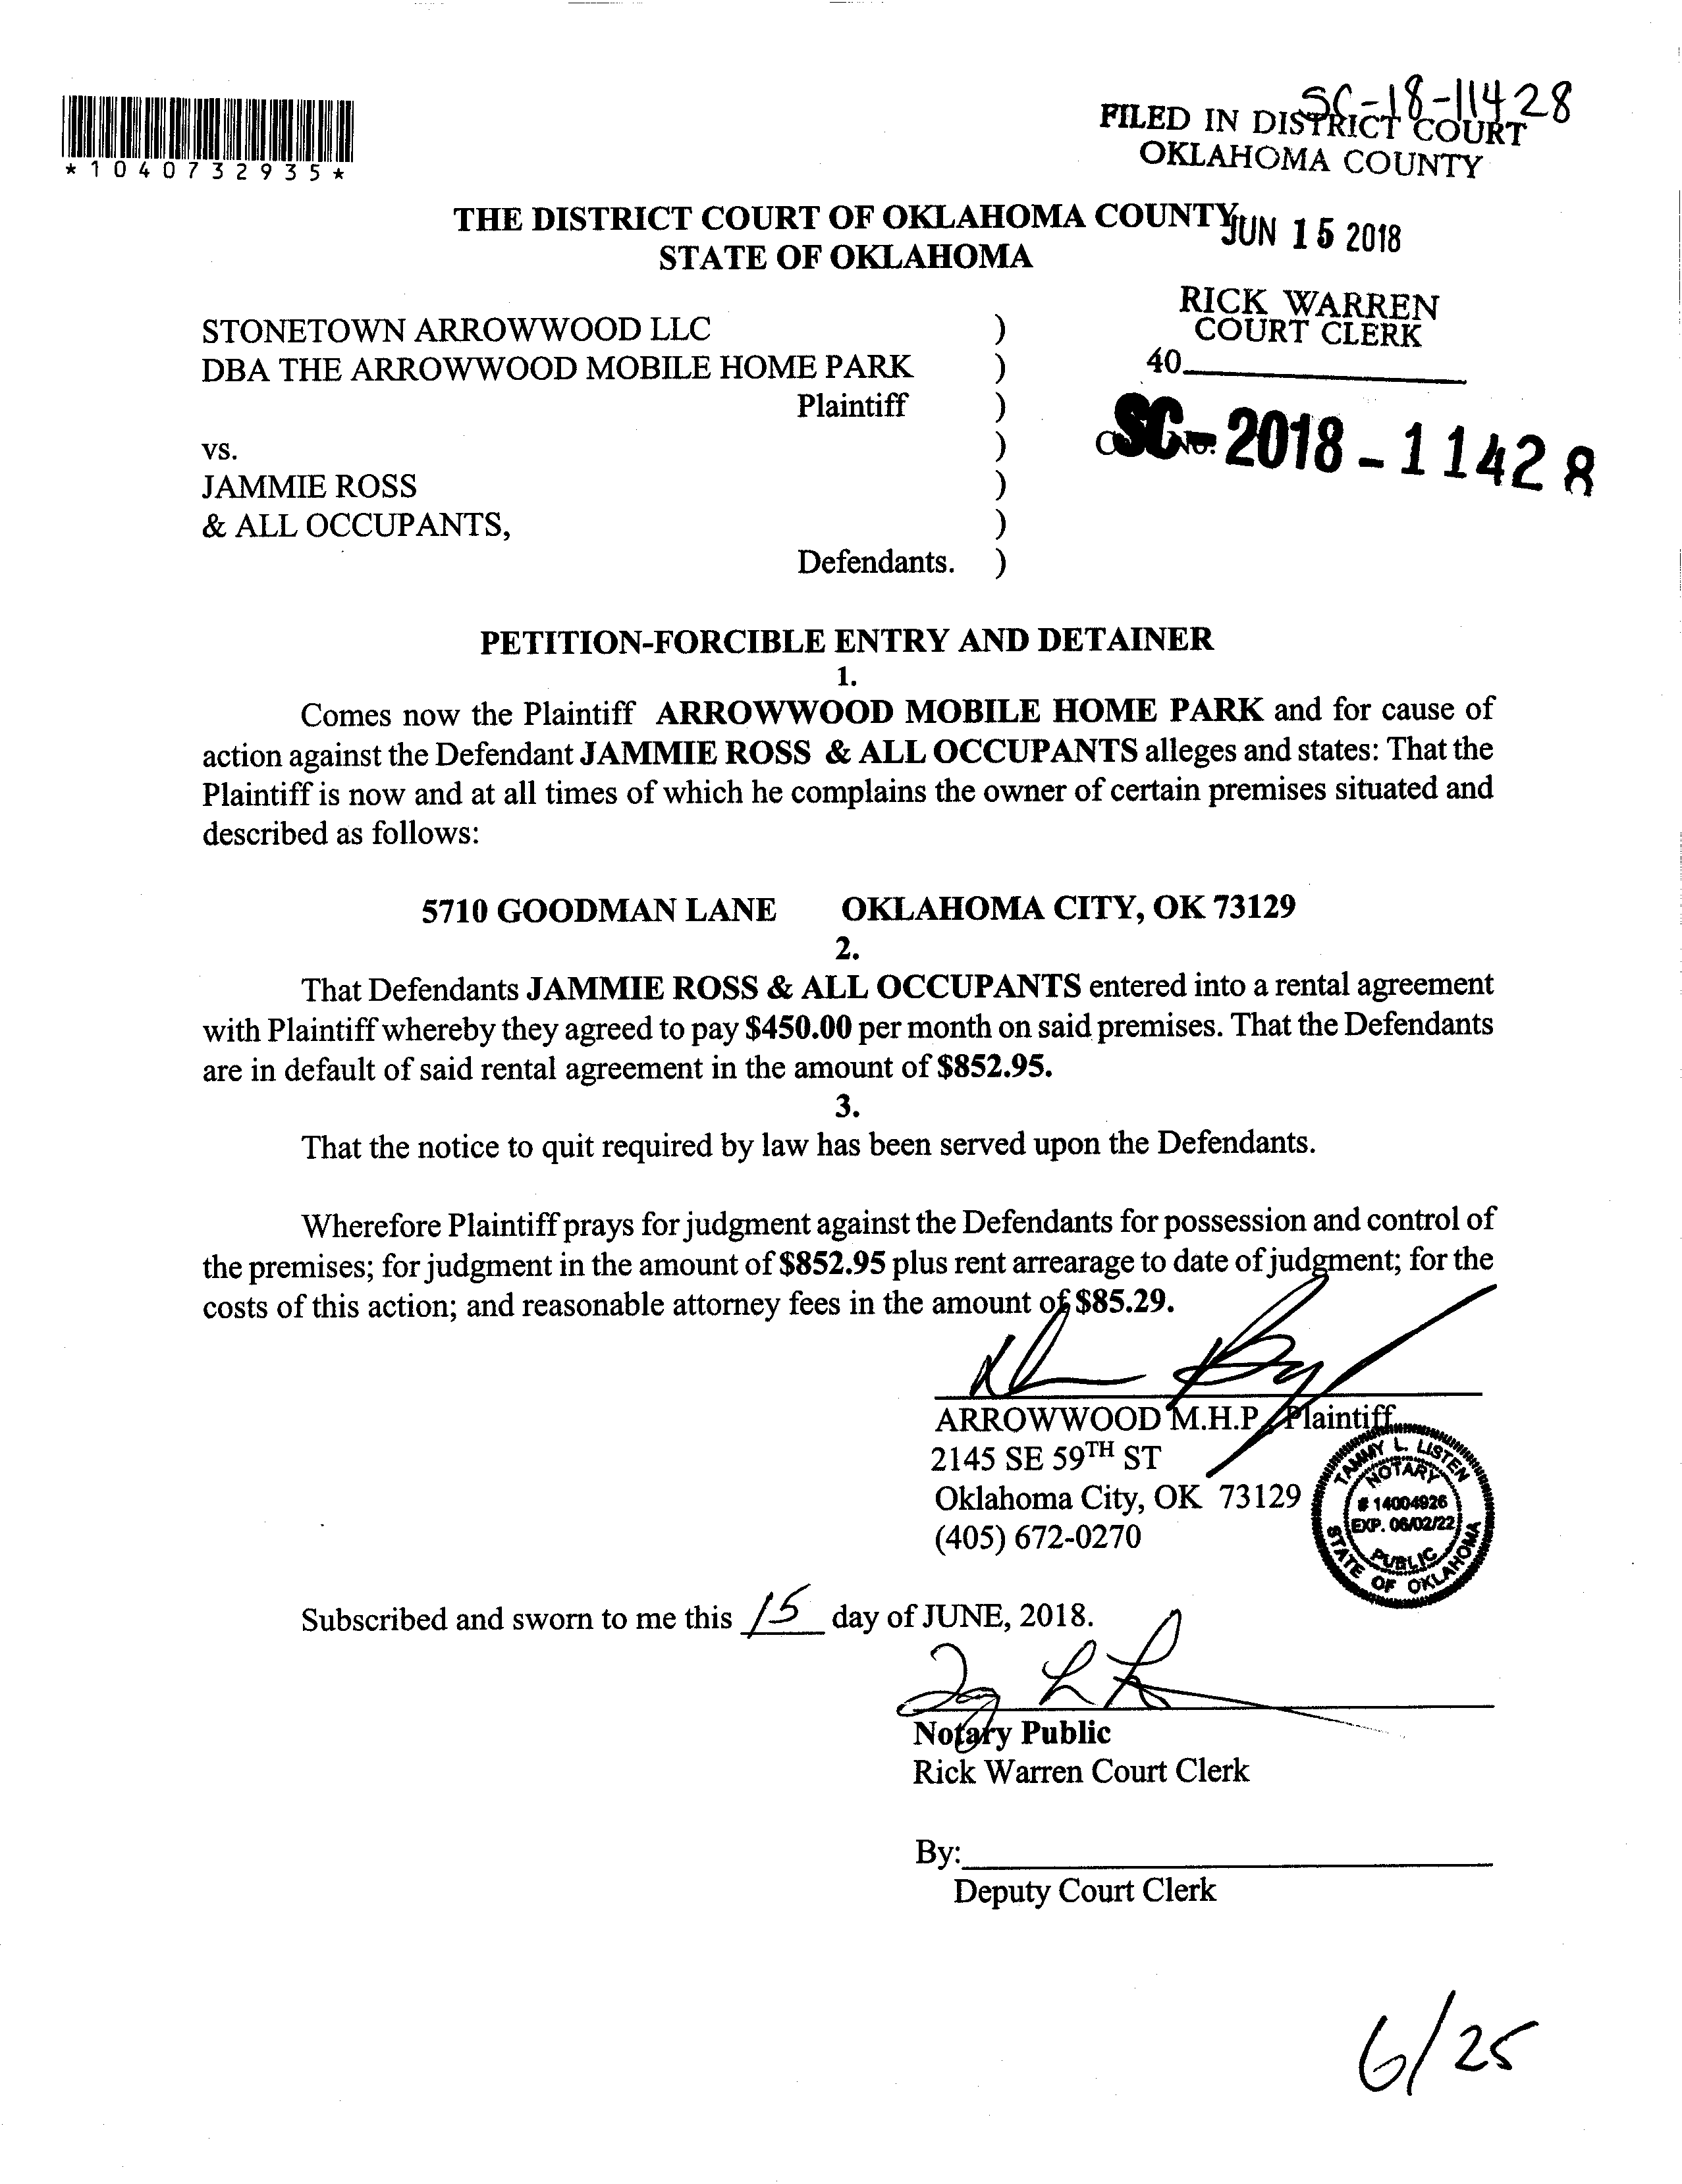 SC-18-11428
FILED IN DISTRICT COURT
OKLAHOMA COUNTY
*1040732935*
THE DISTRICT COURT OF OKLAHOMA COUNTY
JUN 15 2018
STATE OF OKLAHOMA
RICK WARREN
COURT CLERK
40
STONETOWN ARROWWOOD LLC )
DBA THE ARROWWOOD MOBILE HOME PARK )
Plaintiff )
SC-2018-11428
vs. )
JAMMIE ROSS )
& ALL OCCUPANTS, )
Defendants. )
PETITION-FORCIBLE ENTRY AND DETAINER
1.
Comes now the Plaintiff ARROWWOOD MOBILE HOME PARK and for cause of
action against the Defendant JAMMIE ROSS & ALL OCCUPANTS alleges and states: That the
Plaintiff is now and at all times of which he complains the owner of certain premises situated and
described as follows:
5710 GOODMAN LANE OKLAHOMA CITY, OK 73129
2.
That Defendants JAMMIE ROSS & ALL OCCUPANTS entered into a rental agreement
with Plaintiff whereby they agreed to pay $450.00 per month on said premises. That the Defendants
are in default of said rental agreement in the amount of $852.95.
3.
That the notice to quit required by law has been served upon the Defendants.
Wherefore Plaintiff prays for judgment against the Defendants for possession and control of
the premises; for judgment in the amount of $852.95 plus rent arrearage to date of judgment; for the
costs of this action; and reasonable attorney fees in the amount of $85.29.
ARROWWOOD M.H.P, Plaintiff
2145 SE 59TH ST
Oklahoma City, OK 73129
(405) 672-0270
TAMMY L. LISTEN
NOTARY
# 14004926
EXP. 06/02/22
PUBLIC
STATE OF OKLAHOMA
Subscribed and sworn to me this 15 day of JUNE, 2018.
Notary Public
Rick Warren Court Clerk
By:
Deputy Court Clerk
6/25